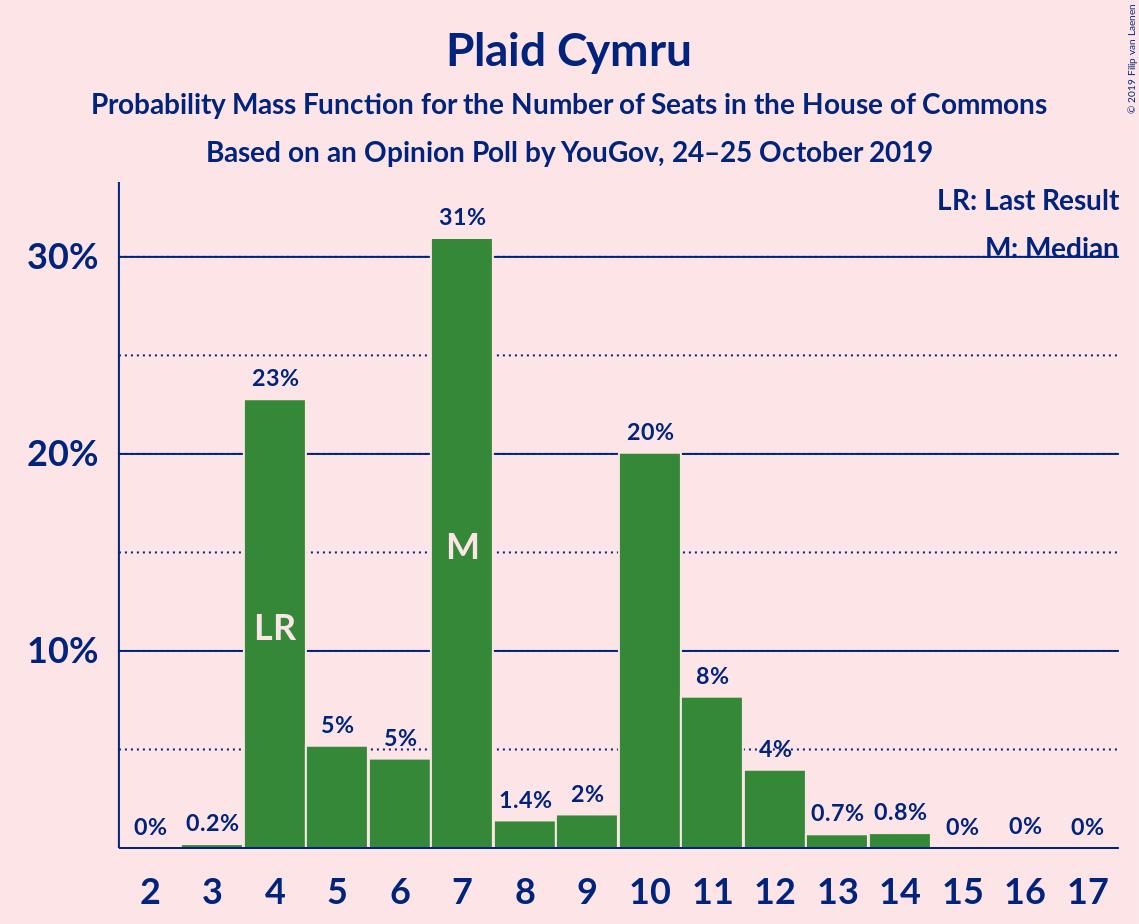 Plaid Cymru
Probability Mass Function for the Number of Seats in the House of Commons
Based on an Opinion Poll by YouGov, 24–25 October 2019
© 2019 Filip van Laenen
LR: Last Result
M: Median
30%
20%
10%
0%
0.2%
23%
5%
5%
31%
1.4%
2%
20%
8%
4%
0.7%
0.8%
0%
0%
0%
LR
M
2 3 4 5 6 7 8 9 10 11 12 13 14 15 16 17